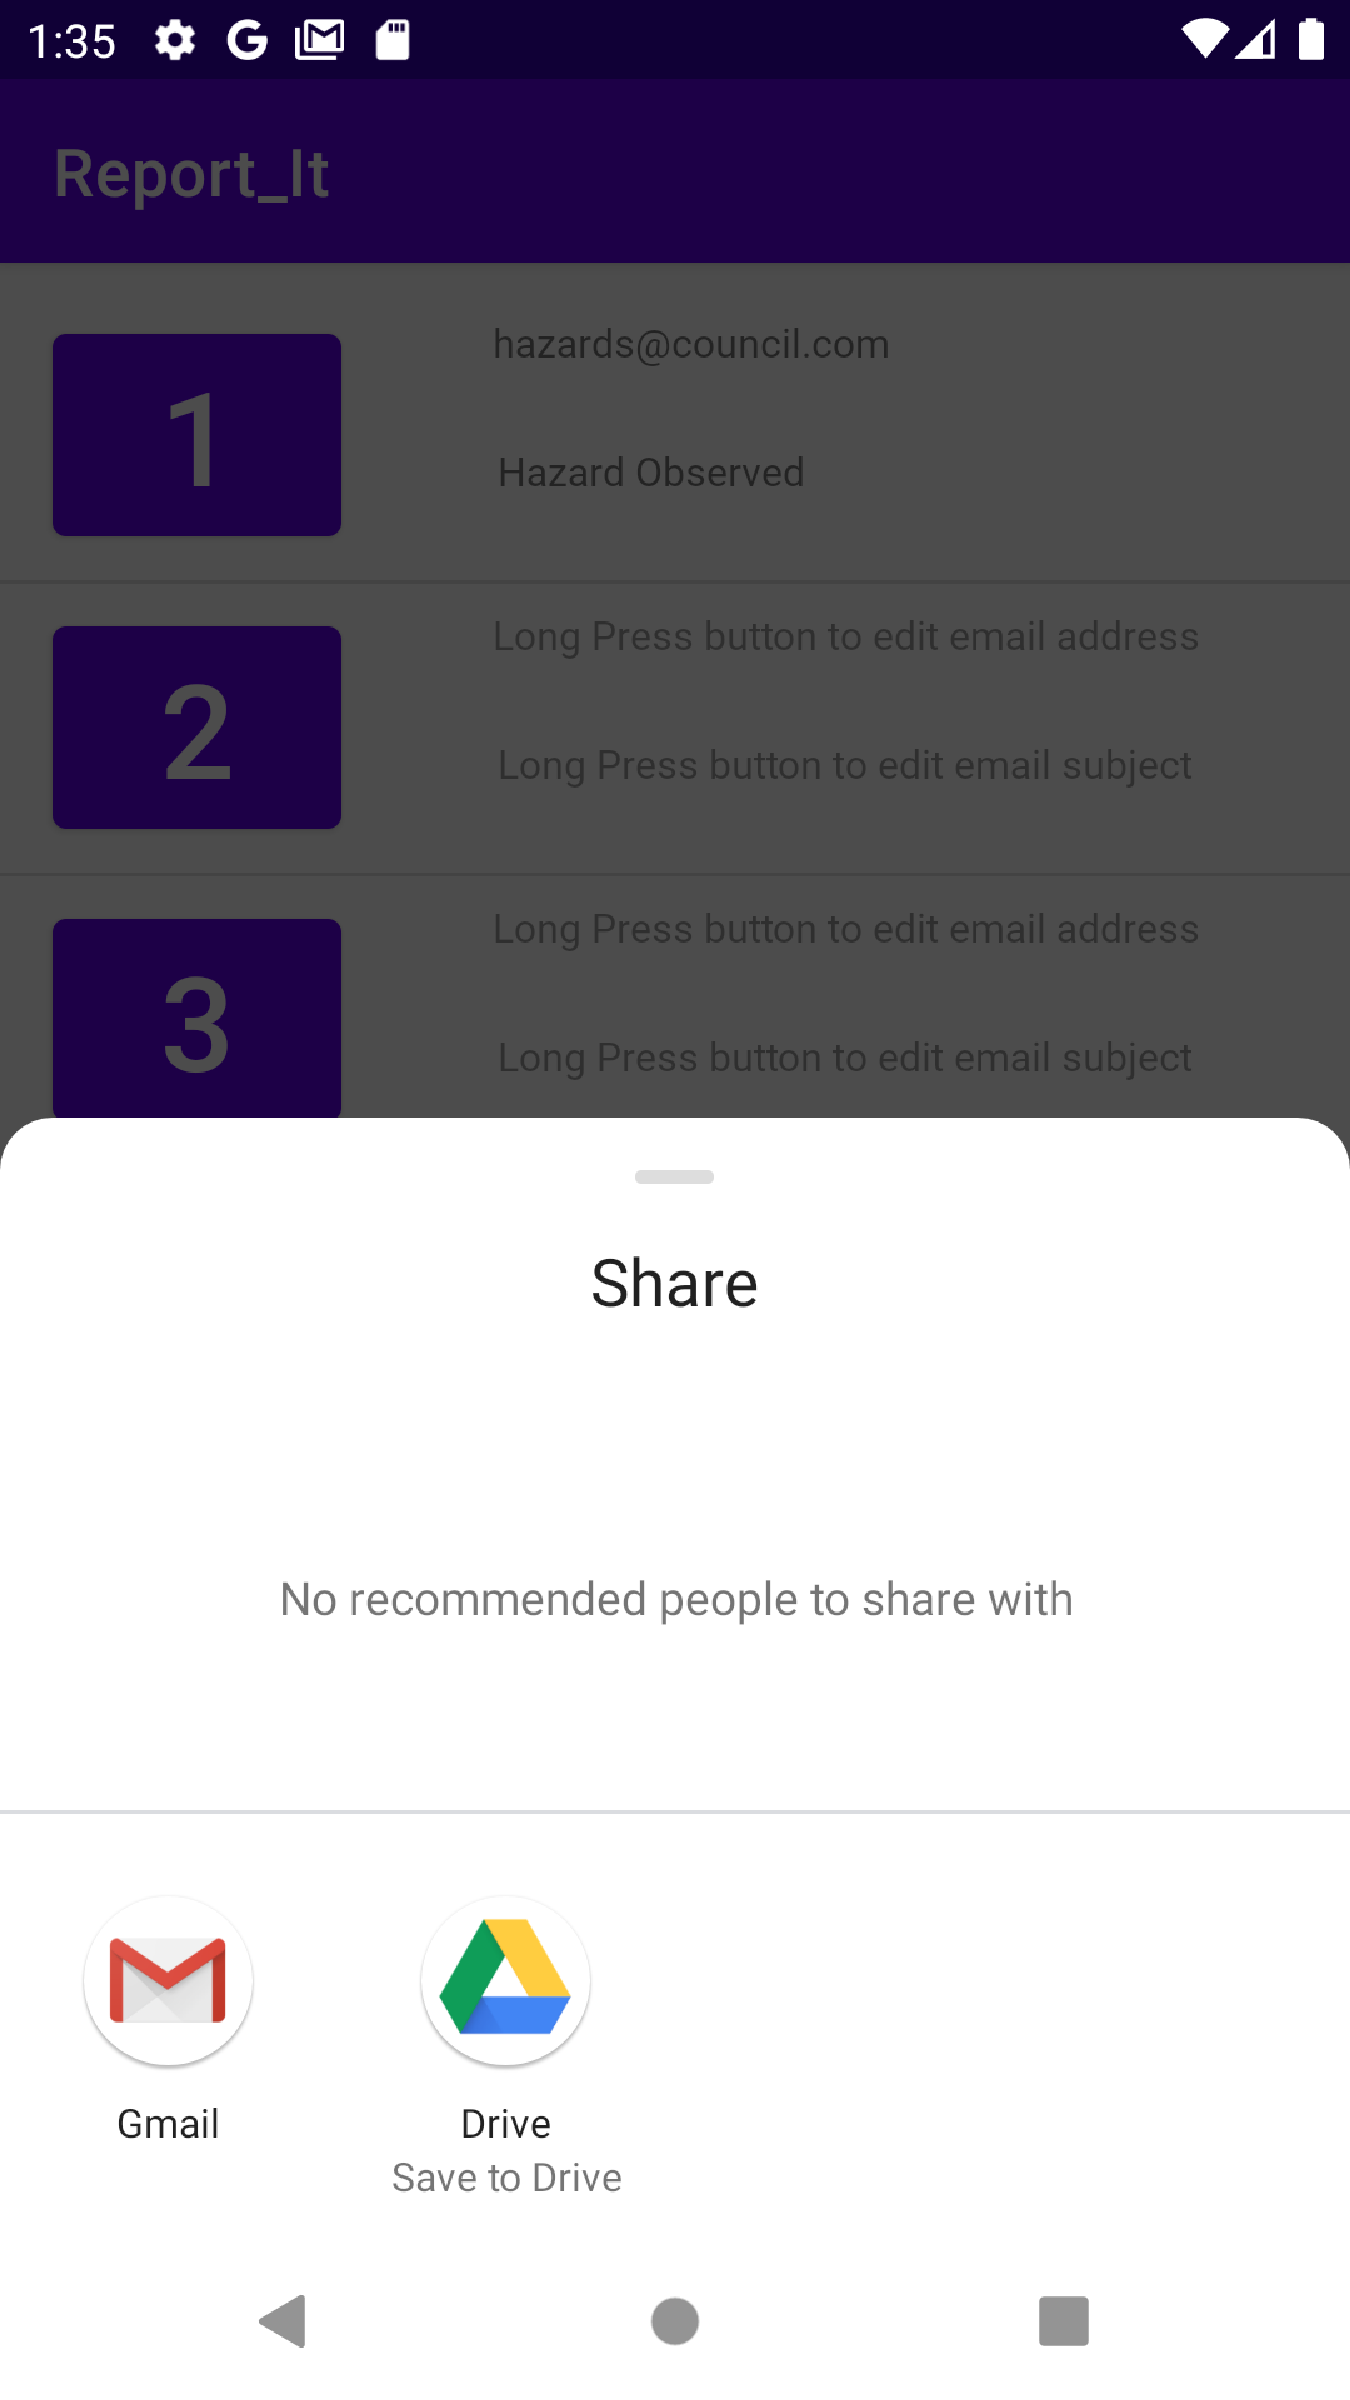 1:35
Report_It
1
hazards@council.com
Hazard Observed
2
Long Press button to edit email address
Long Press button to edit email subject
3
Long Press button to edit email address
Long Press button to edit email subject
Share
No recommended people to share with
Gmail
Drive
Save to Drive